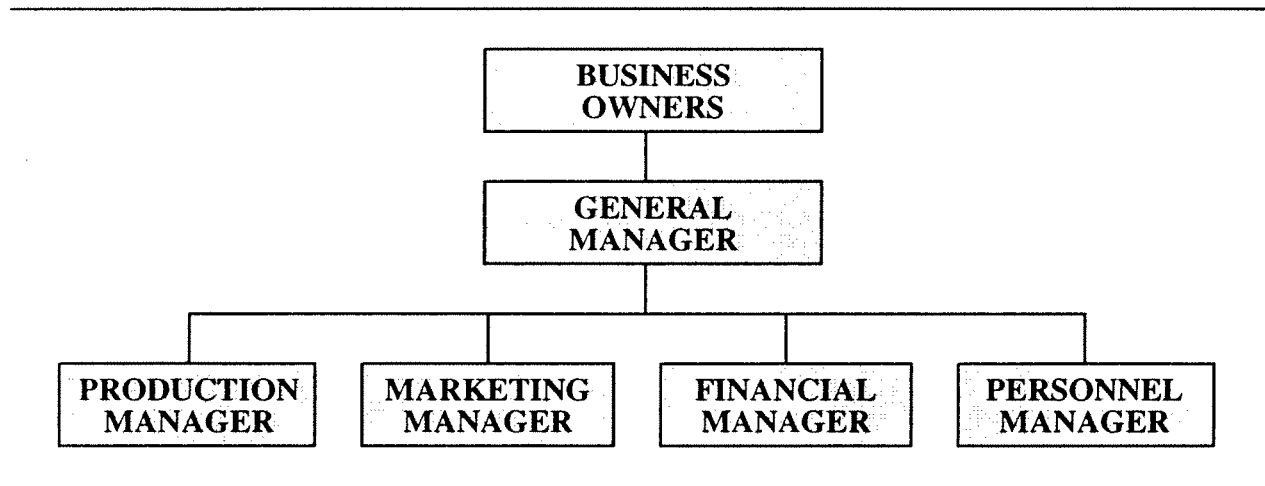 BUSINESS
OWNERS
GENERAL
MANAGER
PRODUCTION
MANAGER
MARKETING
MANAGER
FINANCIAL
MANAGER
PERSONNEL
MANAGER